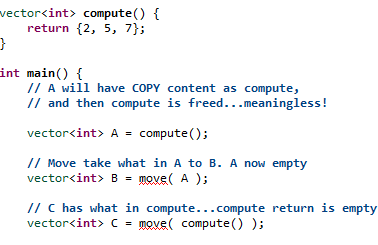 vector<int> compute() {
    return {2, 5, 7};
}
int main() {
    // A will have COPY content as compute,
    // and then compute is freed...meaningless!
    vector<int> A = compute();
    // Move take what in A to B. A now empty
    vector<int> B = move( A );
    // C has what in compute...compute return is empty
    vector<int> C = move( compute() );